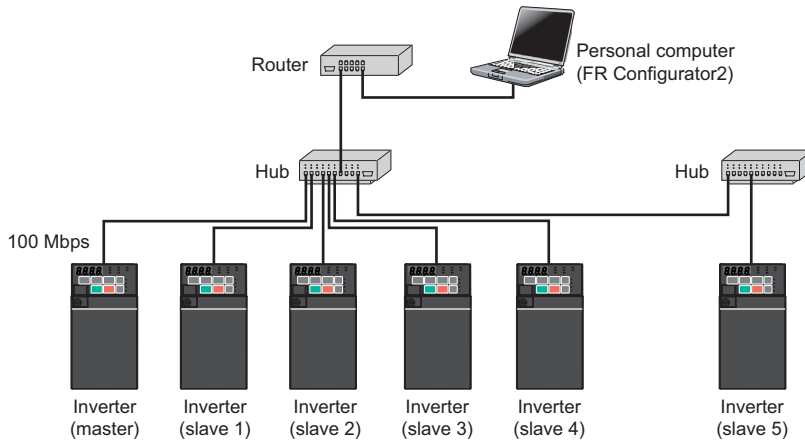 Router
Personal computer
(FR Configurator2)
Hub
Hub
100 Mbps
Inverter
(master)
Inverter
(slave 1)
Inverter
(slave 2)
Inverter
(slave 3)
Inverter
(slave 4)
Inverter
(slave 5)